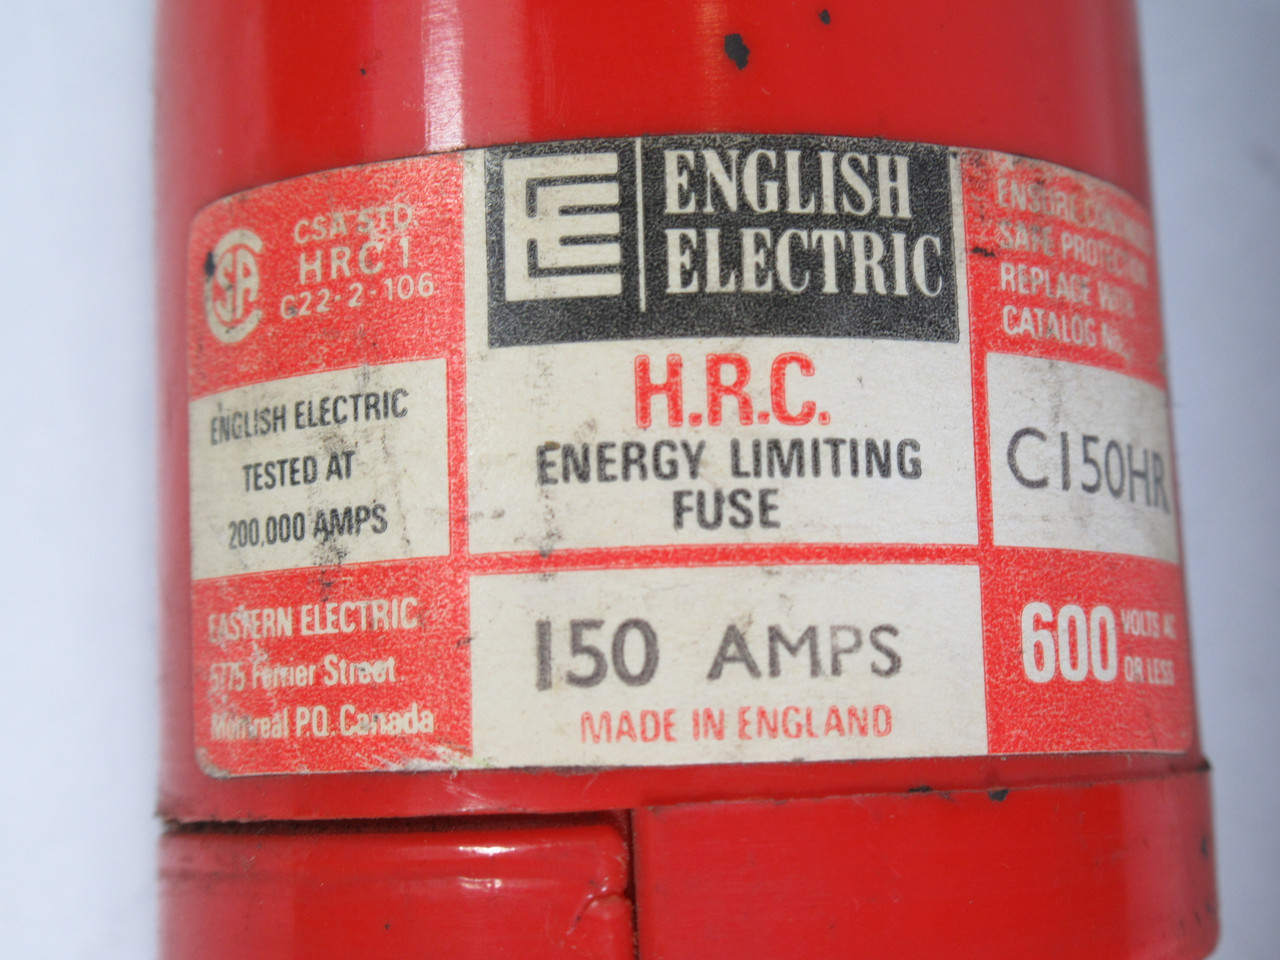 CSA STD.
HRC 1
C22·2·106
ENGLISH ELECTRIC
TESTED AT
200,000 AMPS
EASTERN ELECTRIC
5775 Ferrier Street
Montreal P.Q. Canada
ENGLISH
ELECTRIC
H.R.C.
ENERGY LIMITING
FUSE
150 AMPS
MADE IN ENGLAND
ENSURE
SAFE PROTECTION
REPLACE WITH
CATALOG No.
C150HR
600 VOLTS AC
OR LESS